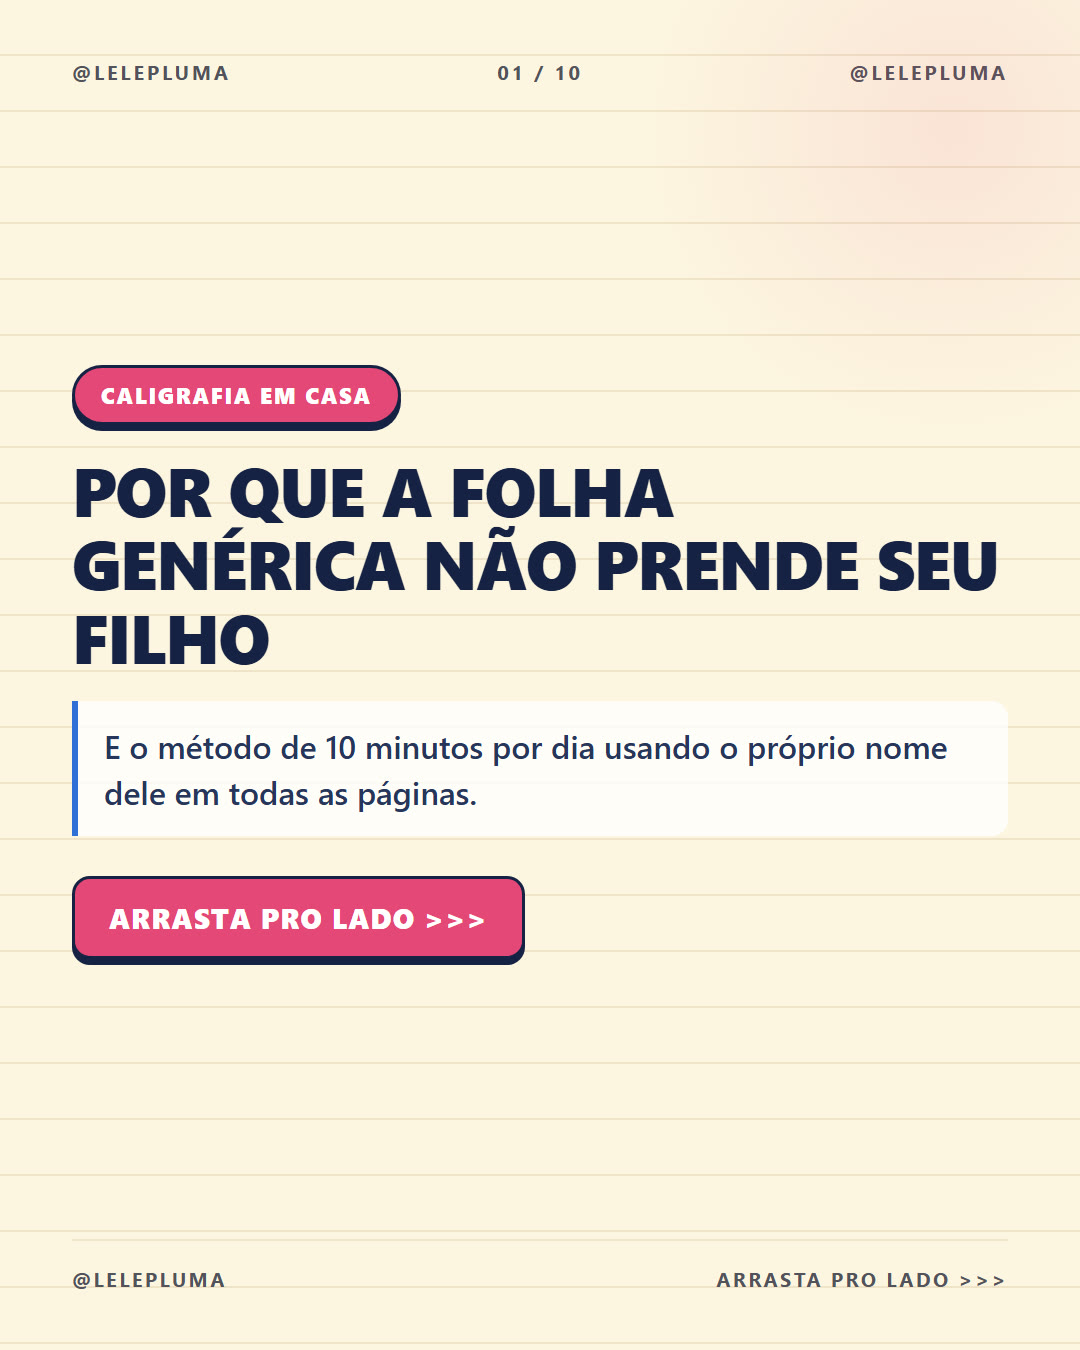 @LELEPLUMA
01 / 10
@LELEPLUMA
CALIGRAFIA EM CASA
POR QUE A FOLHA
GENÉRICA NÃO PRENDE SEU
FILHO
E o método de 10 minutos por dia usando o próprio nome
dele em todas as páginas.
ARRASTA PRO LADO >>>
@LELEPLUMA
ARRASTA PRO LADO >>>